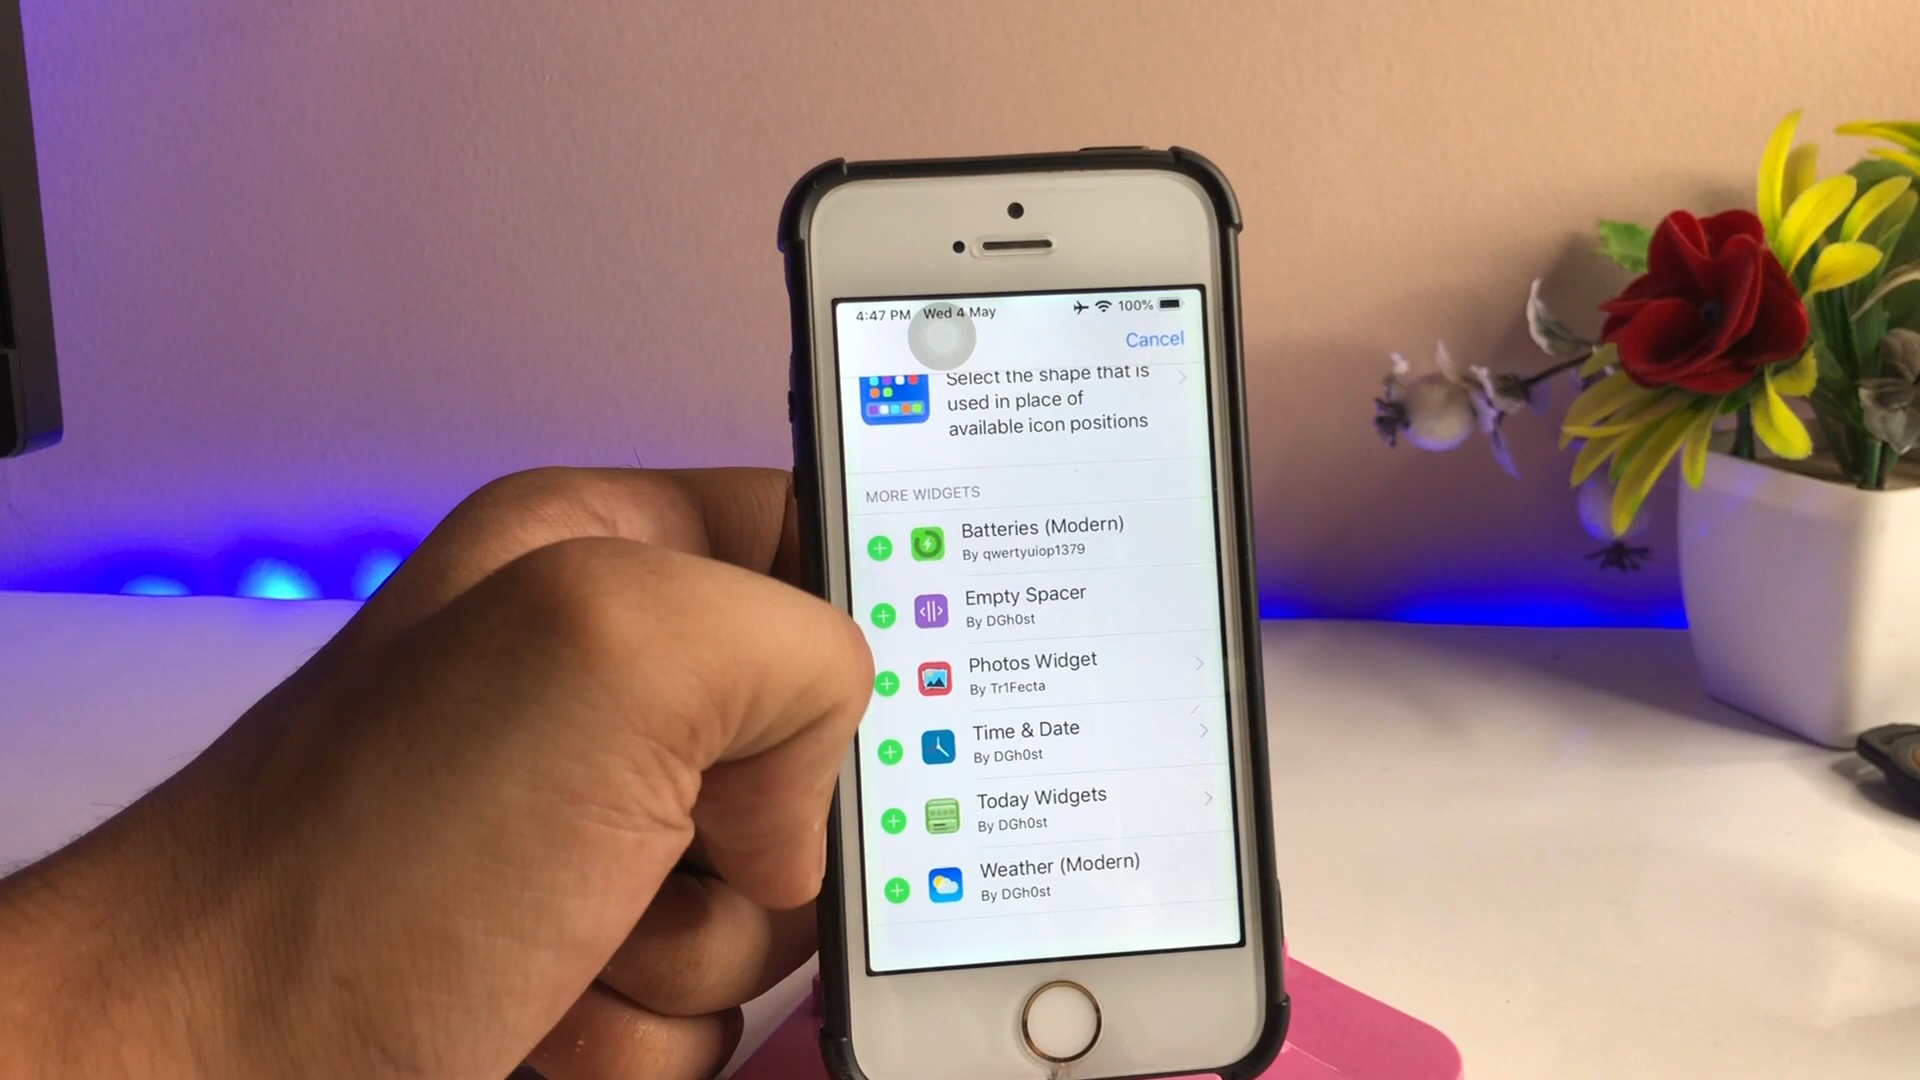 4:47 PM Wed 4 May 100%
Cancel
Select the shape that is
used in place of
available icon positions
MORE WIDGETS
Batteries (Modern)
By qwertyuiop1379
Empty Spacer
By DGh0st
Photos Widget
By Tr1Fecta
Time & Date
By DGh0st
Today Widgets
By DGh0st
Weather (Modern)
By DGh0st